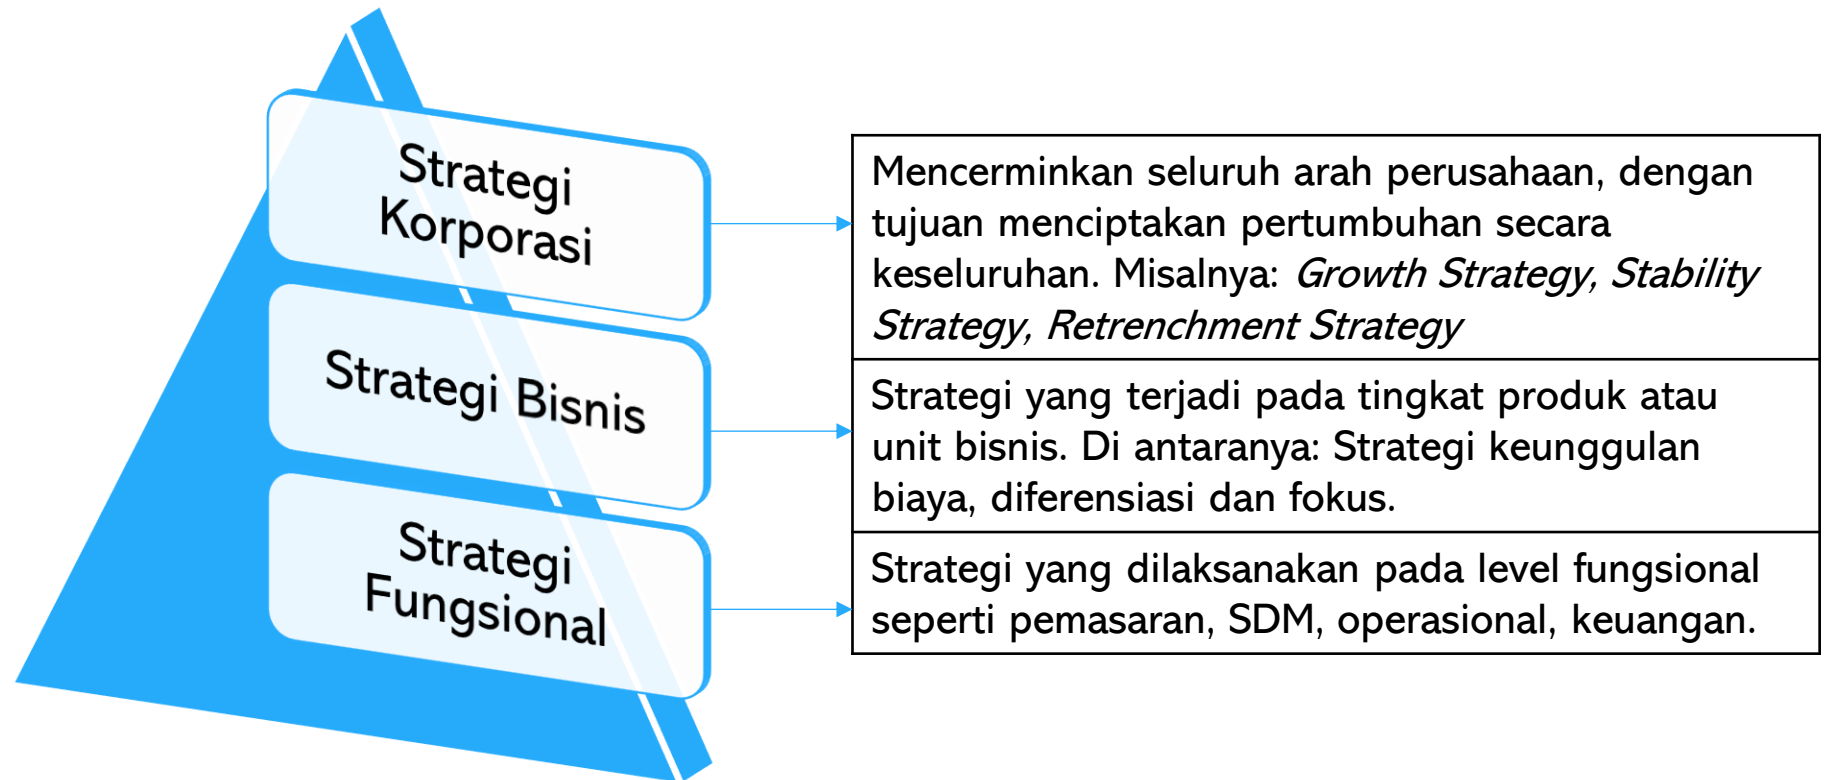 Strategi
Korporasi
Mencerminkan seluruh arah perusahaan, dengan
tujuan menciptakan pertumbuhan secara
keseluruhan. Misalnya: Growth Strategy, Stability
Strategy, Retrenchment Strategy
Strategi Bisnis
Strategi yang terjadi pada tingkat produk atau
unit bisnis. Di antaranya: Strategi keunggulan
biaya, diferensiasi dan fokus.
Strategi
Fungsional
Strategi yang dilaksanakan pada level fungsional
seperti pemasaran, SDM, operasional, keuangan.